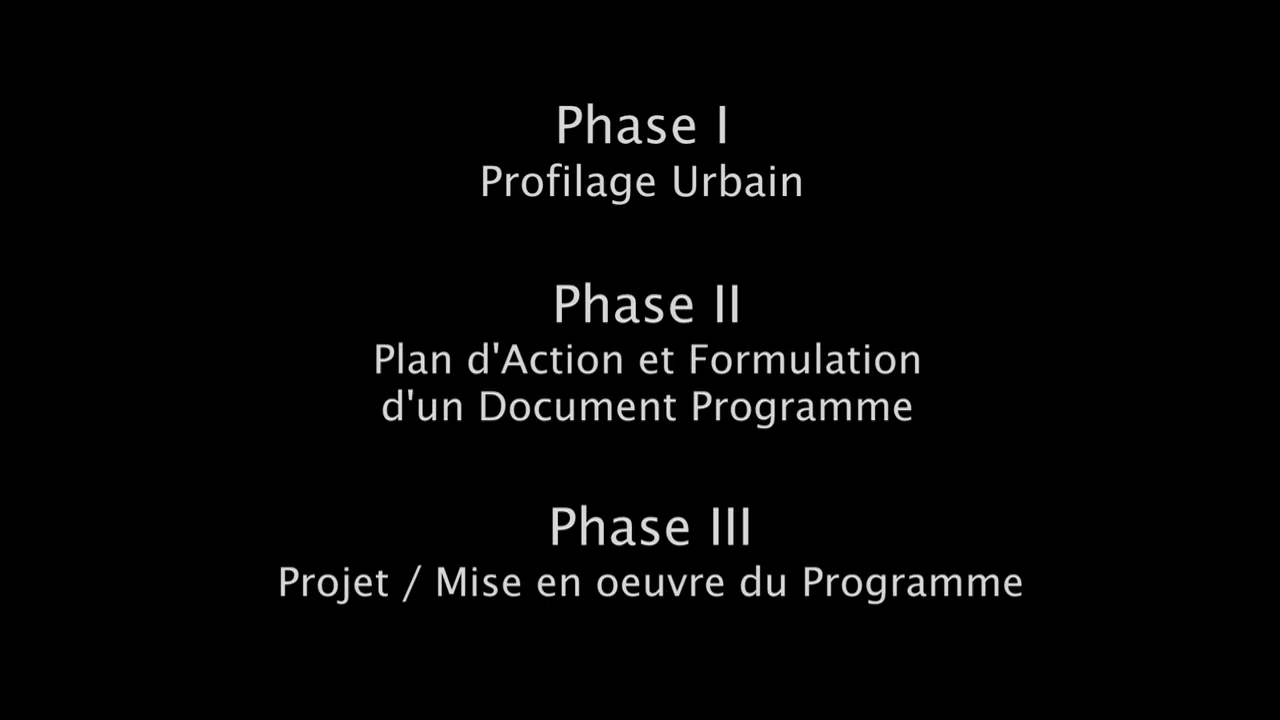 Phase I
Profilage Urbain
Phase II
Plan d'Action et Formulation
d'un Document Programme
Phase III
Projet / Mise en oeuvre du Programme